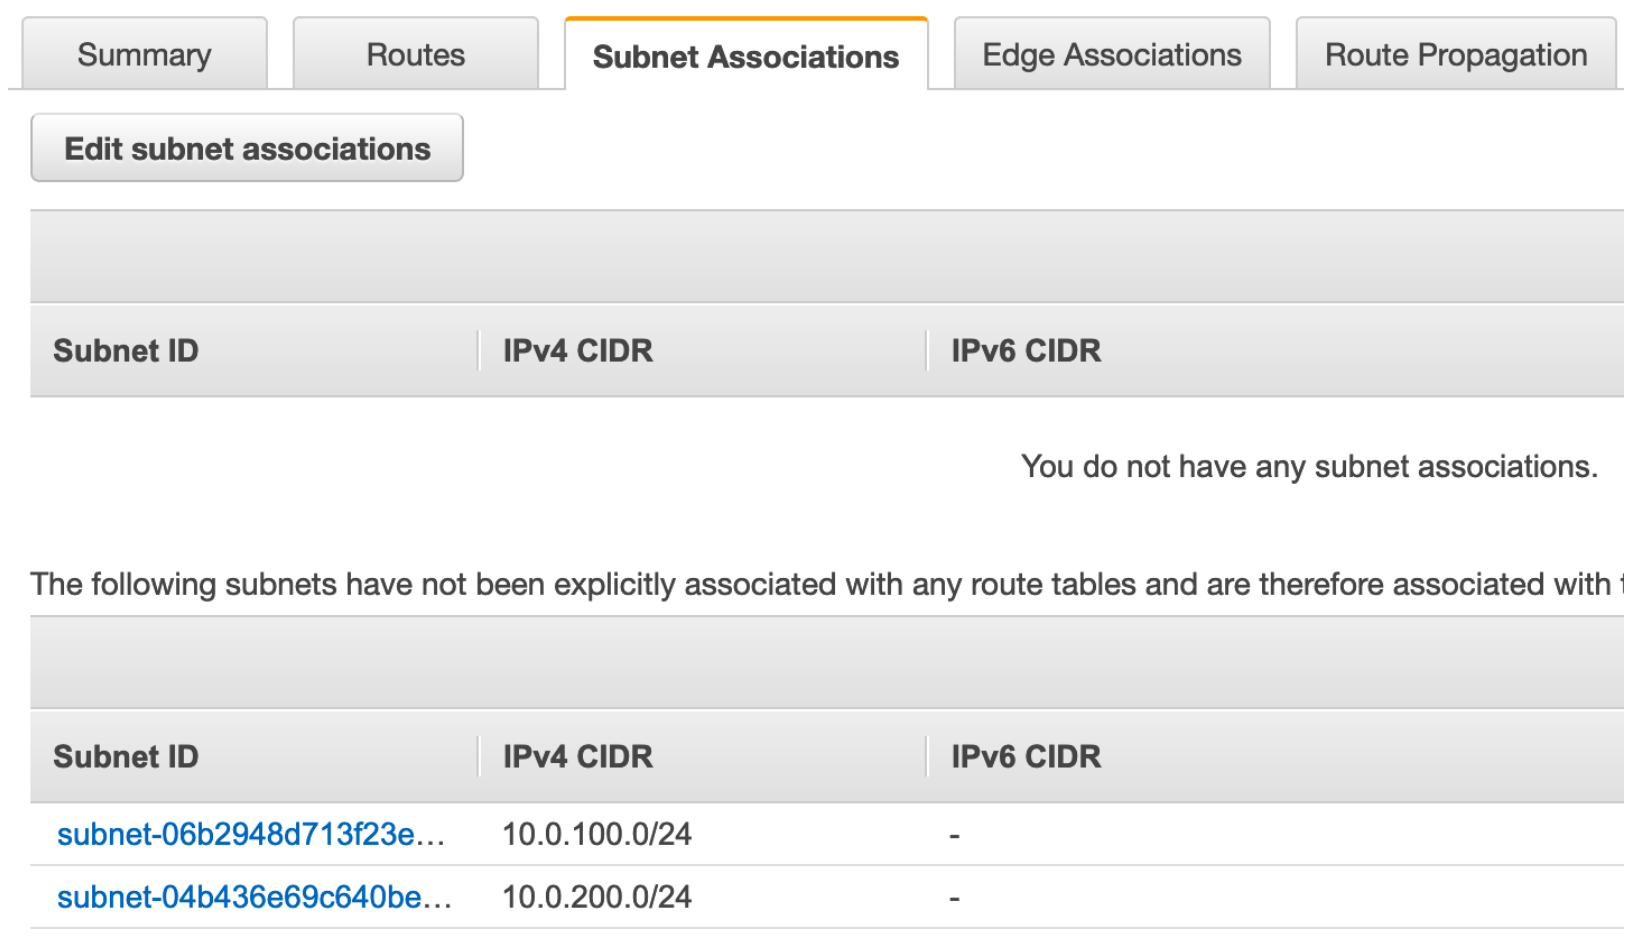 Summary Routes Subnet Associations Edge Associations Route Propagation
Edit subnet associations
Subnet ID IPv4 CIDR IPv6 CIDR
You do not have any subnet associations.
The following subnets have not been explicitly associated with any route tables and are therefore associated with
Subnet ID IPv4 CIDR IPv6 CIDR
subnet-06b2948d713f23e... 10.0.100.0/24 -
subnet-04b436e69c640be... 10.0.200.0/24 -